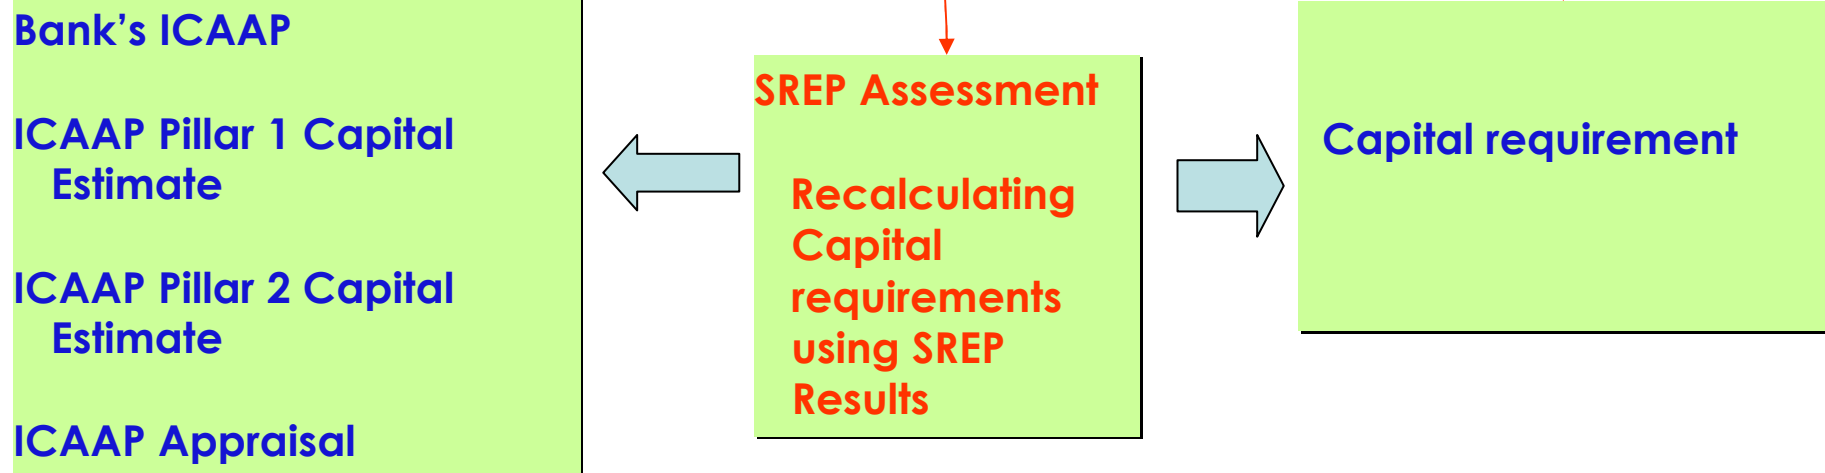 Bank’s ICAAP
ICAAP Pillar 1 Capital
Estimate
ICAAP Pillar 2 Capital
Estimate
ICAAP Appraisal
SREP Assessment
Recalculating
Capital
requirements
using SREP
Results
Capital requirement